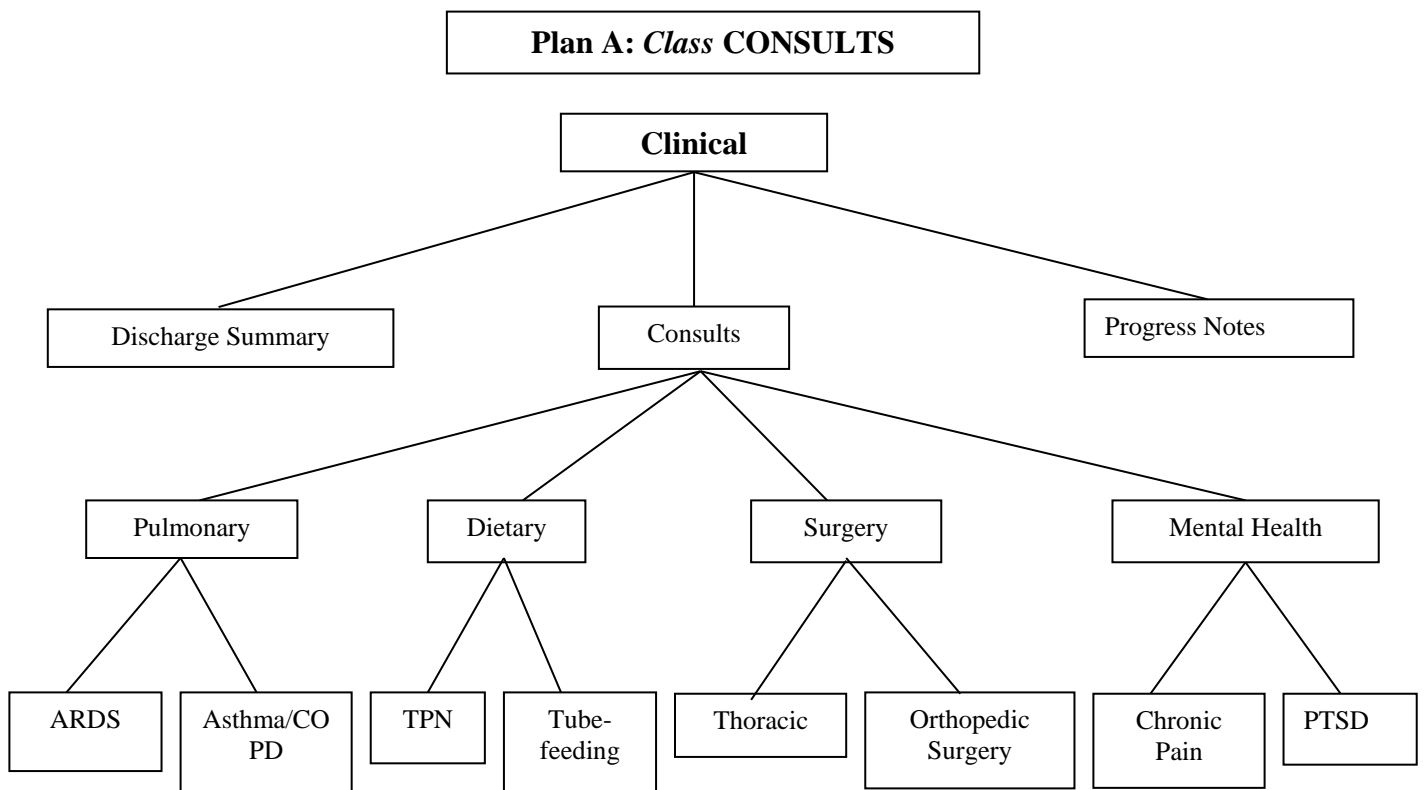 Plan A: Class CONSULTS
Clinical
Discharge Summary
Consults
Progress Notes
Pulmonary
Dietary
Surgery
Mental Health
ARDS
Asthma/CO
PD
TPN
Tube-
feeding
Thoracic
Orthopedic
Surgery
Chronic
Pain
PTSD